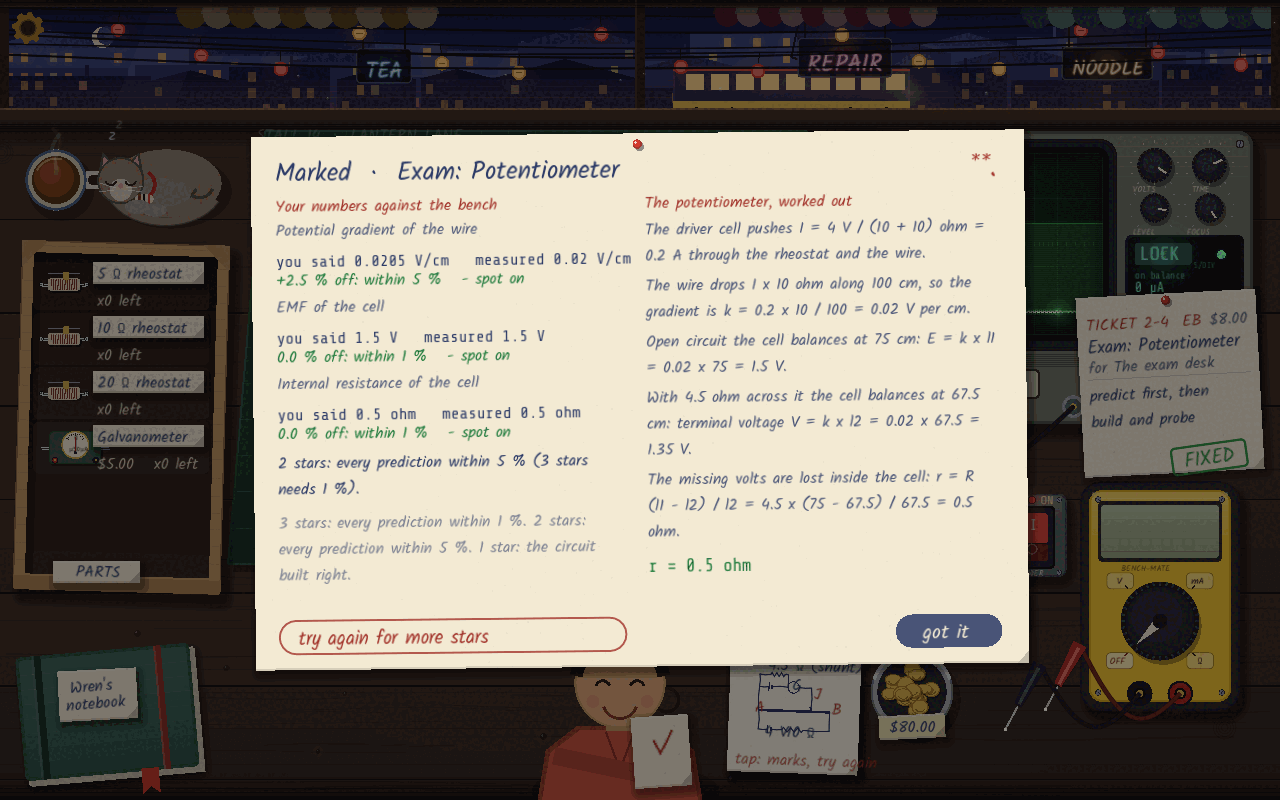 TEA
REPAIR
NOODLE
Marked · Exam: Potentiometer
**.
Your numbers against the bench
Potential gradient of the wire
you said 0.0205 V/cm measured 0.02 V/cm
+2.5 % off: within 5 % - spot on
EMF of the cell
you said 1.5 V measured 1.5 V
0.0 % off: within 1 % - spot on
Internal resistance of the cell
you said 0.5 ohm measured 0.5 ohm
0.0 % off: within 1 % - spot on
2 stars: every prediction within 5 % (3 stars
needs 1 %).
3 stars: every prediction within 1 %. 2 stars:
every prediction within 5 %. 1 star: the circuit
built right.
try again for more stars
The potentiometer, worked out
The driver cell pushes I = 4 V / (10 + 10) ohm =
0.2 A through the rheostat and the wire.
The wire drops I x 10 ohm along 100 cm, so the
gradient is k = 0.2 x 10 / 100 = 0.02 V per cm.
Open circuit the cell balances at 75 cm: E = k x l1
= 0.02 x 75 = 1.5 V.
With 4.5 ohm across it the cell balances at 67.5
cm: terminal voltage V = k x l2 = 0.02 x 67.5 =
1.35 V.
The missing volts are lost inside the cell: r = R
(l1 - l2) / l2 = 4.5 x (75 - 67.5) / 67.5 = 0.5
ohm.
r = 0.5 ohm
got it
z z
5 Ω rheostat
x0 left
10 Ω rheostat
x0 left
20 Ω rheostat
x0 left
Galvanometer
$5.00 x0 left
PARTS
Wren's
notebook
VOLTS TIME
LEVEL FOCUS
LOCK
S/DIV
on balance
0 µA
TICKET 2-4 EB $8.00
Exam: Potentiometer
for The exam desk
predict first, then
build and probe
FIXED
ON
BENCH-MATE
V mA
OFF Ω
4.5 Ω (shunt)
G
J
A B
tap: marks, try again
$80.00